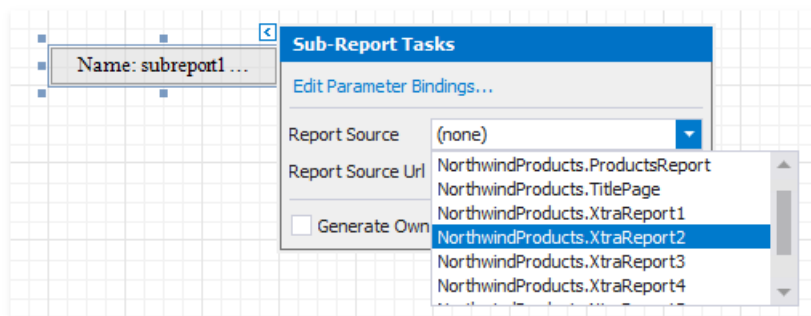 Name: subreport1 ...
Sub-Report Tasks
Edit Parameter Bindings...
Report Source (none)
Report Source Url
Generate Own
NorthwindProducts.ProductsReport
NorthwindProducts.TitlePage
NorthwindProducts.XtraReport1
NorthwindProducts.XtraReport2
NorthwindProducts.XtraReport3
NorthwindProducts.XtraReport4